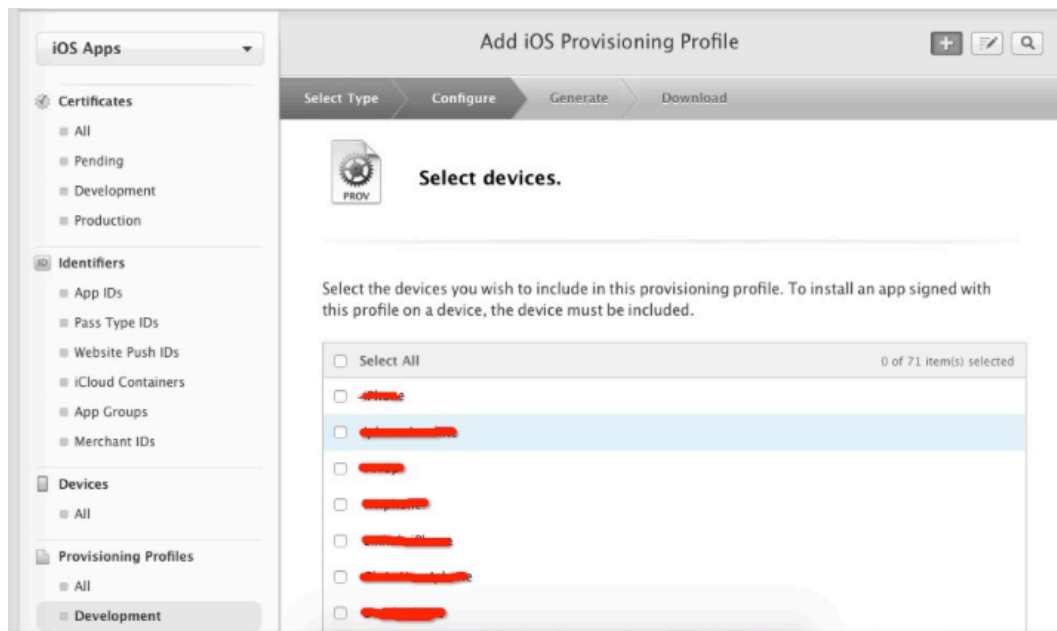 iOS Apps
Certificates
All
Pending
Development
Production
ID Identifiers
App IDs
Pass Type IDs
Website Push IDs
iCloud Containers
App Groups
Merchant IDs
Devices
All
Provisioning Profiles
All
Development
Add iOS Provisioning Profile
Select Type Configure Generate Download
PROV
Select devices.
Select the devices you wish to include in this provisioning profile. To install an app signed with
this profile on a device, the device must be included.
Select All 0 of 71 item(s) selected